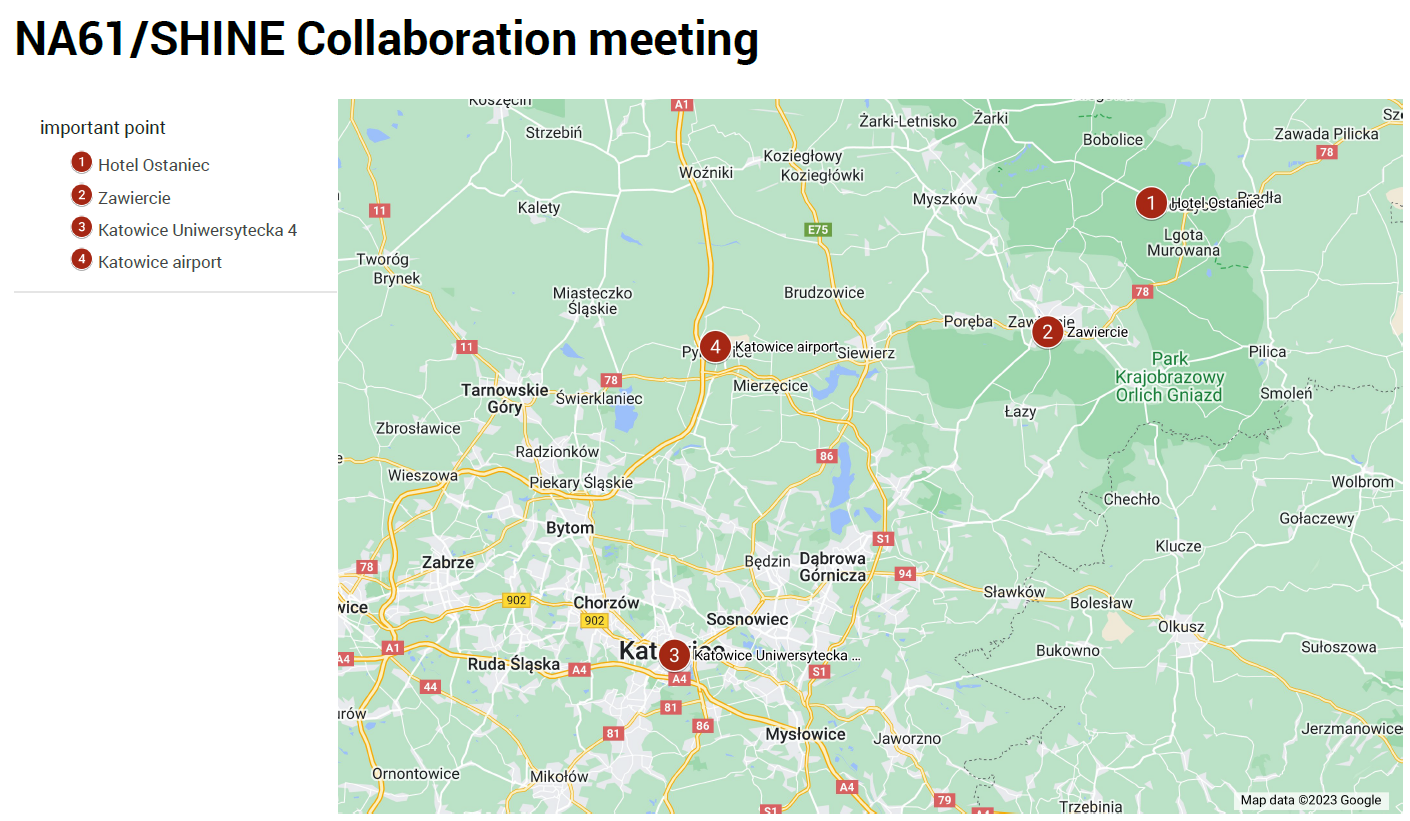 NA61/SHINE Collaboration meeting
important point
1 Hotel Ostaniec
2 Zawiercie
3 Katowice Uniwersytecka 4
4 Katowice airport
Koszęcin
A1
Żarki-Letnisko
Żarki
Strzebiń
Bobolice
Zawada Pilicka
78
Koziegłowy
Koziegłówki
Woźniki
Myszków
1
Hotel Ostaniec
11
Kalety
E75
Lgota
Murowana
Tworóg
Brynek
Miasteczko
Śląskie
Brudzowice
78
Poręba
2
Zawiercie
4
Katowice airport
Siewierz
11
Park
Krajobrazowy
Orlich Gniazd
Pilica
78
Mierzęcice
Tarnowskie
Góry
Świerklaniec
Smoleń
Łazy
Zbrosławice
Radzionków
86
Wieszowa
Piekary Śląskie
Wolbrom
Chechło
Gołaczewy
Bytom
S1
Klucze
Zabrze
78
Będzin
Dąbrowa
Górnicza
94
Sławków
Bolesław
902
Chorzów
902
Sosnowiec
Olkusz
A1
3
Katowice Uniwersytecka ...
Bukowno
Sułoszowa
A4
Ruda Śląska
A4
A4
S1
44
81
86
81
Mysłowice
Jaworzno
Jerzmanowice
Ornontowice
Mikołów
A4
79
S1
A4
Trzebinia
Map data ©2023 Google